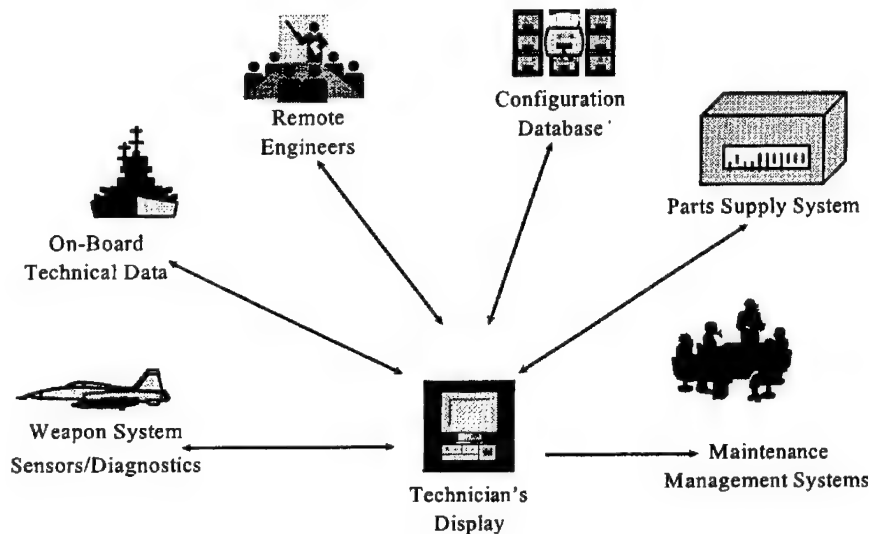 Remote
Engineers
Configuration
Database
Parts Supply System
On-Board
Technical Data
Weapon System
Sensors/Diagnostics
Technician's
Display
Maintenance
Management Systems